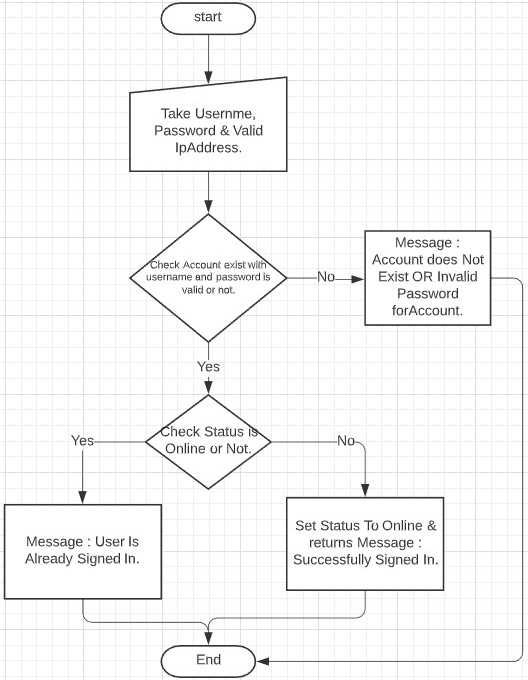 start
Take Usernme,
Password & Valid
IpAddress.
Check Account exist with
username and password is
valid or not.
No
Message :
Account does Not
Exist OR Invalid
Password
forAccount.
Yes
Check Status is
Online or Not.
Yes
No
Message : User Is
Already Signed In.
Set Status To Online &
returns Message :
Successfully Signed In.
End